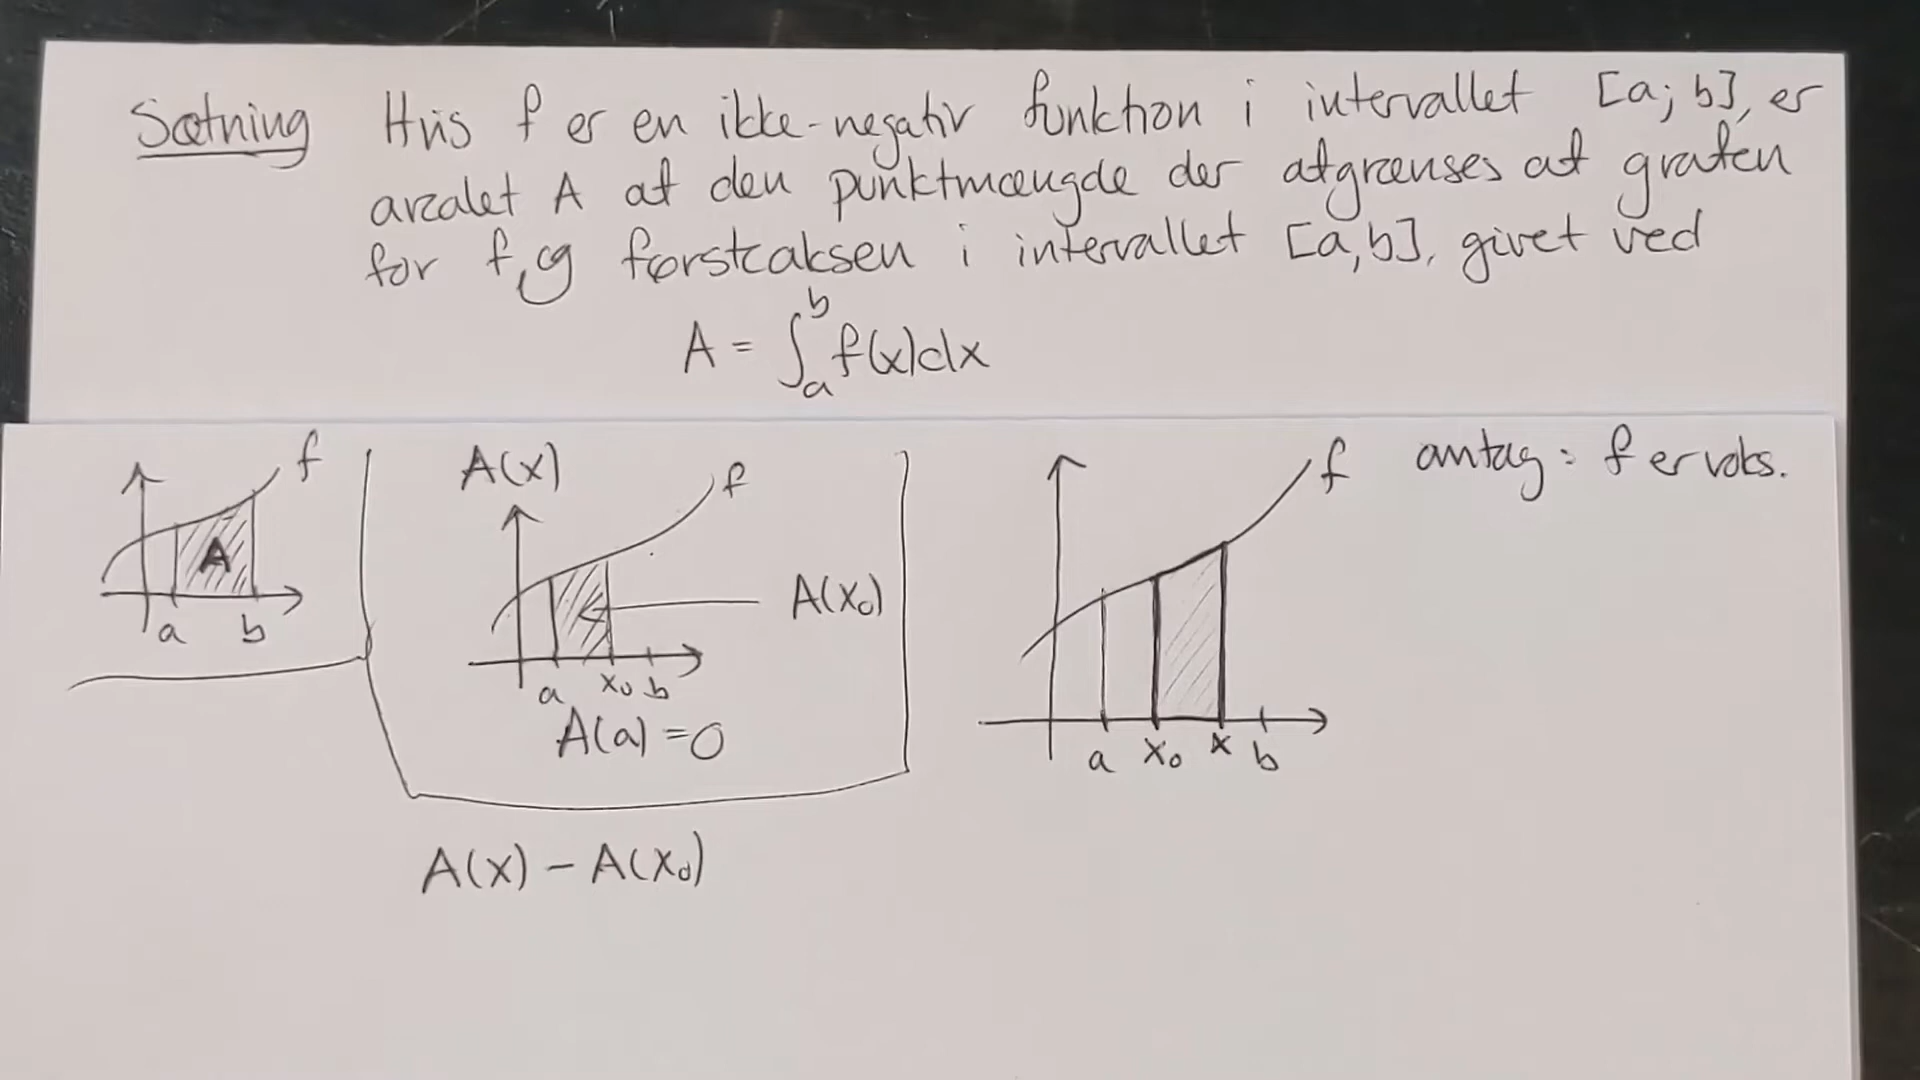 Sætning Hvis f er en ikke-negativ funktion i intervallet [a; b], er
arealet A af den punktmængde der afgrænses af grafen
for f, og førsteaksen i intervallet [a, b], givet ved
A = ∫_a^b f(x)dx
f
A
a b
A(x)
f
A(x₀)
a x₀ b
A(a) = 0
f
antag: f er voks.
a x₀ x b
A(x) - A(x₀)